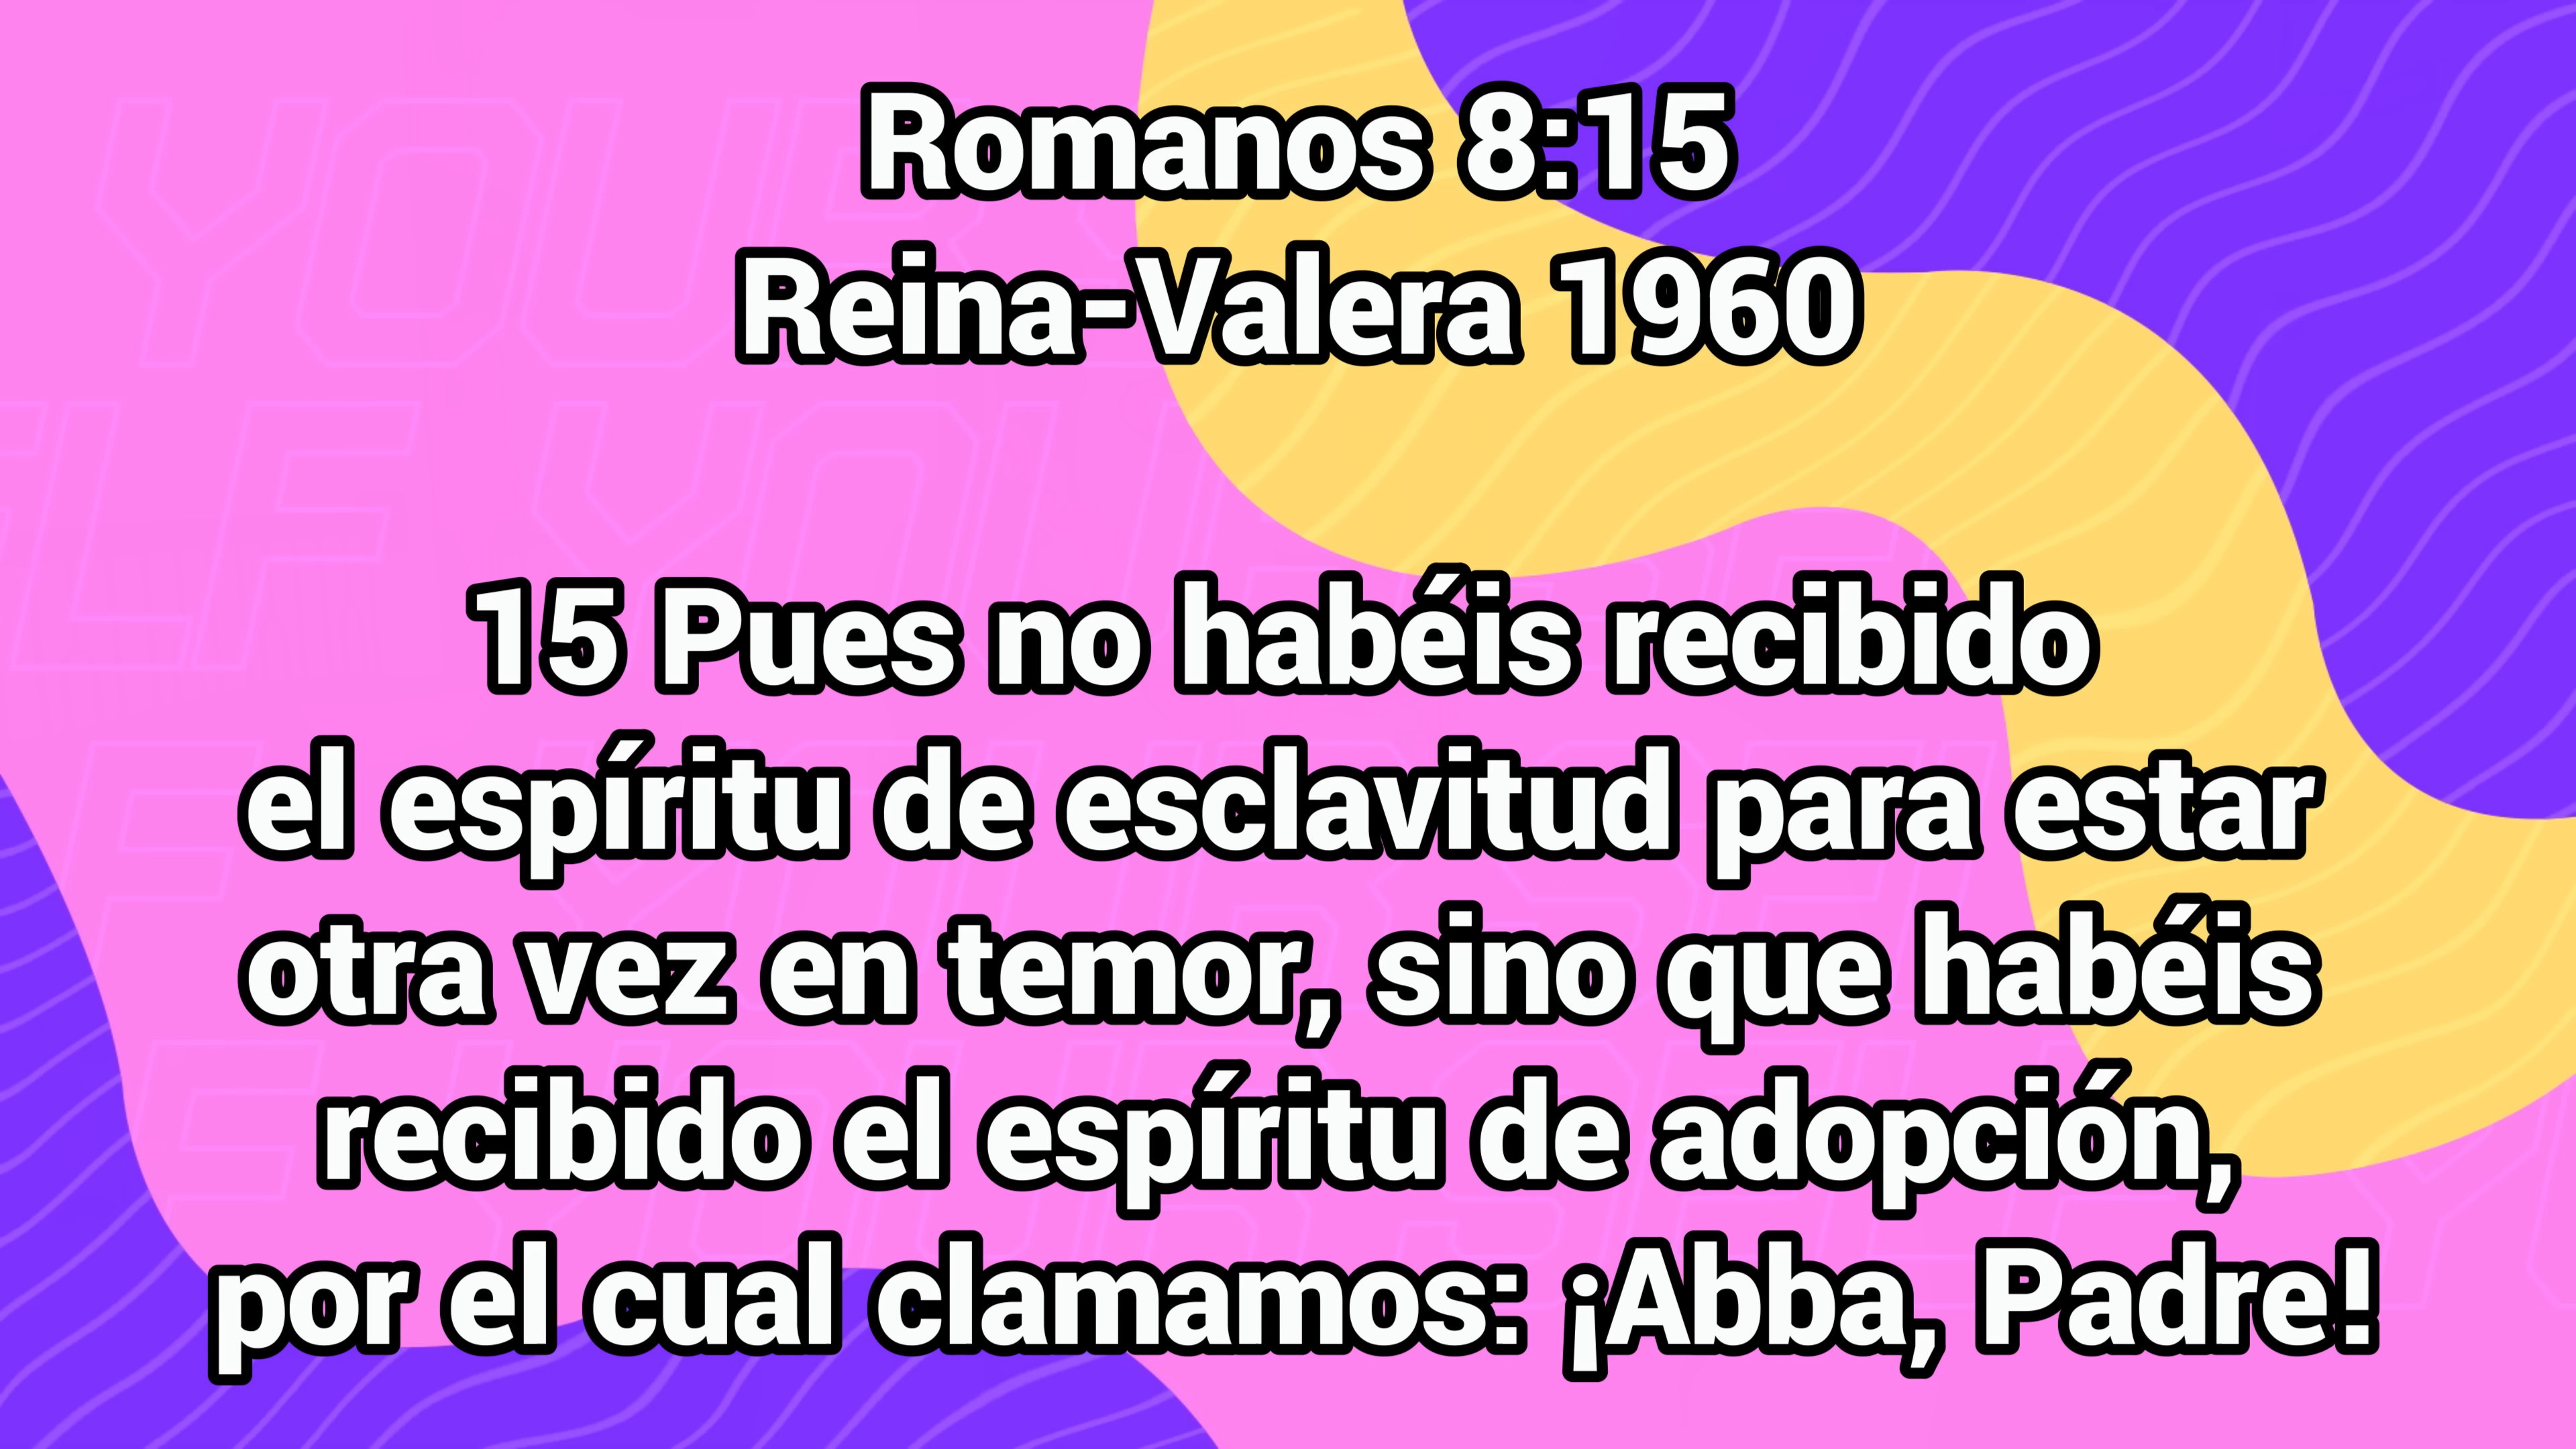 Romanos 8:15
Reina-Valera 1960
15 Pues no habéis recibido
el espíritu de esclavitud para estar
otra vez en temor, sino que habéis
recibido el espíritu de adopción,
por el cual clamamos: ¡Abba, Padre!